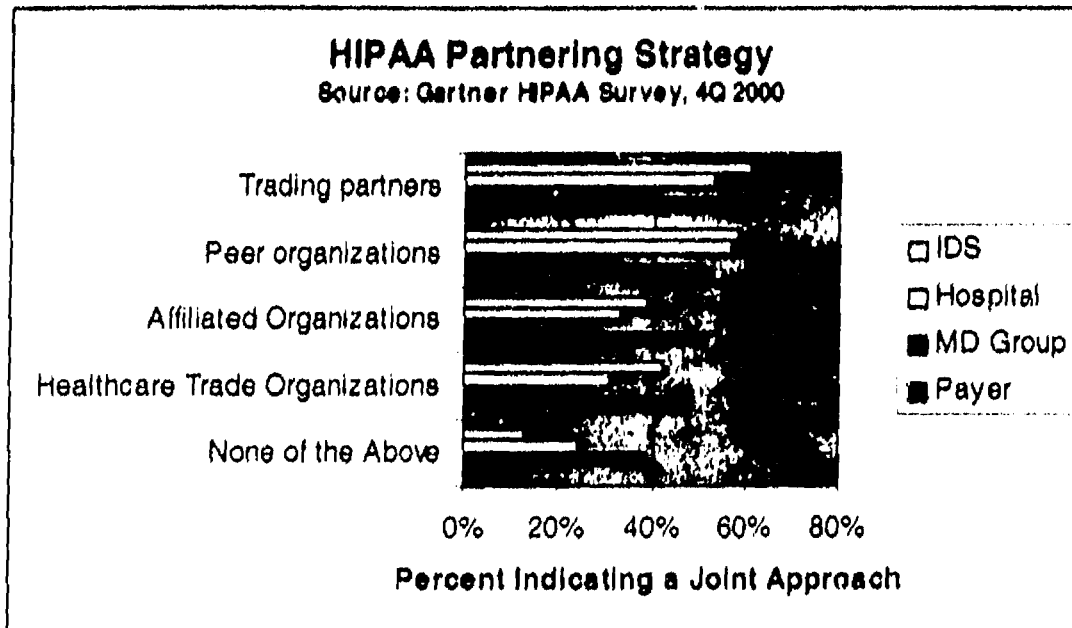 HIPAA Partnering Strategy
Source: Gartner HIPAA Survey, 4Q 2000
Trading partners
Peer organizations
Affiliated Organizations
Healthcare Trade Organizations
None of the Above
IDS
Hospital
MD Group
Payer
0% 20% 40% 60% 80%
Percent Indicating a Joint Approach